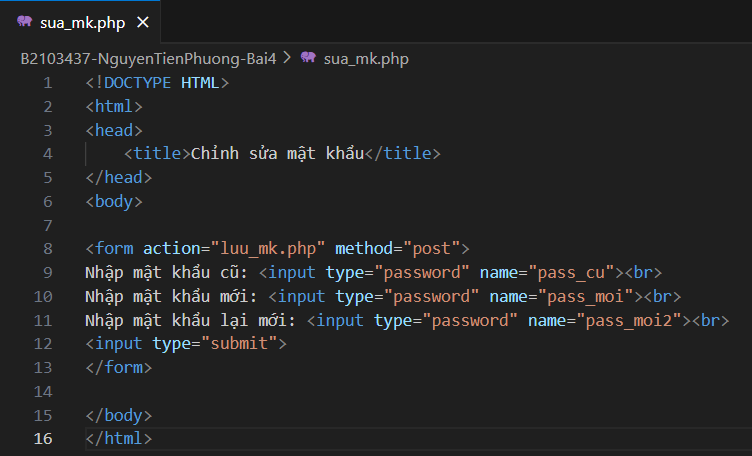 sua_mk.php ×
B2103437-NguyenTienPhuong-Bai4 > sua_mk.php
1 <!DOCTYPE HTML>
2 <html>
3 <head>
4     <title>Chỉnh sửa mật khẩu</title>
5 </head>
6 <body>
7
8 <form action="luu_mk.php" method="post">
9 Nhập mật khẩu cũ: <input type="password" name="pass_cu"><br>
10 Nhập mật khẩu mới: <input type="password" name="pass_moi"><br>
11 Nhập mật khẩu lại mới: <input type="password" name="pass_moi2"><br>
12 <input type="submit">
13 </form>
14
15 </body>
16 </html>